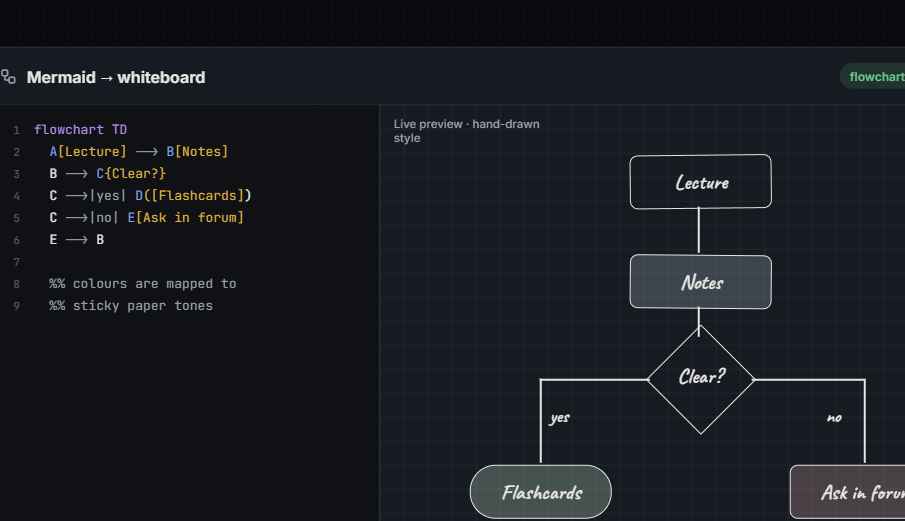 Mermaid → whiteboard
flowchart
1 flowchart TD
2 A[Lecture] --> B[Notes]
3 B --> C{Clear?}
4 C -->|yes| D([Flashcards])
5 C -->|no| E[Ask in forum]
6 E --> B
7
8 %% colours are mapped to
9 %% sticky paper tones
Live preview · hand-drawn
style
Lecture
Notes
Clear?
yes
no
Flashcards
Ask in forum